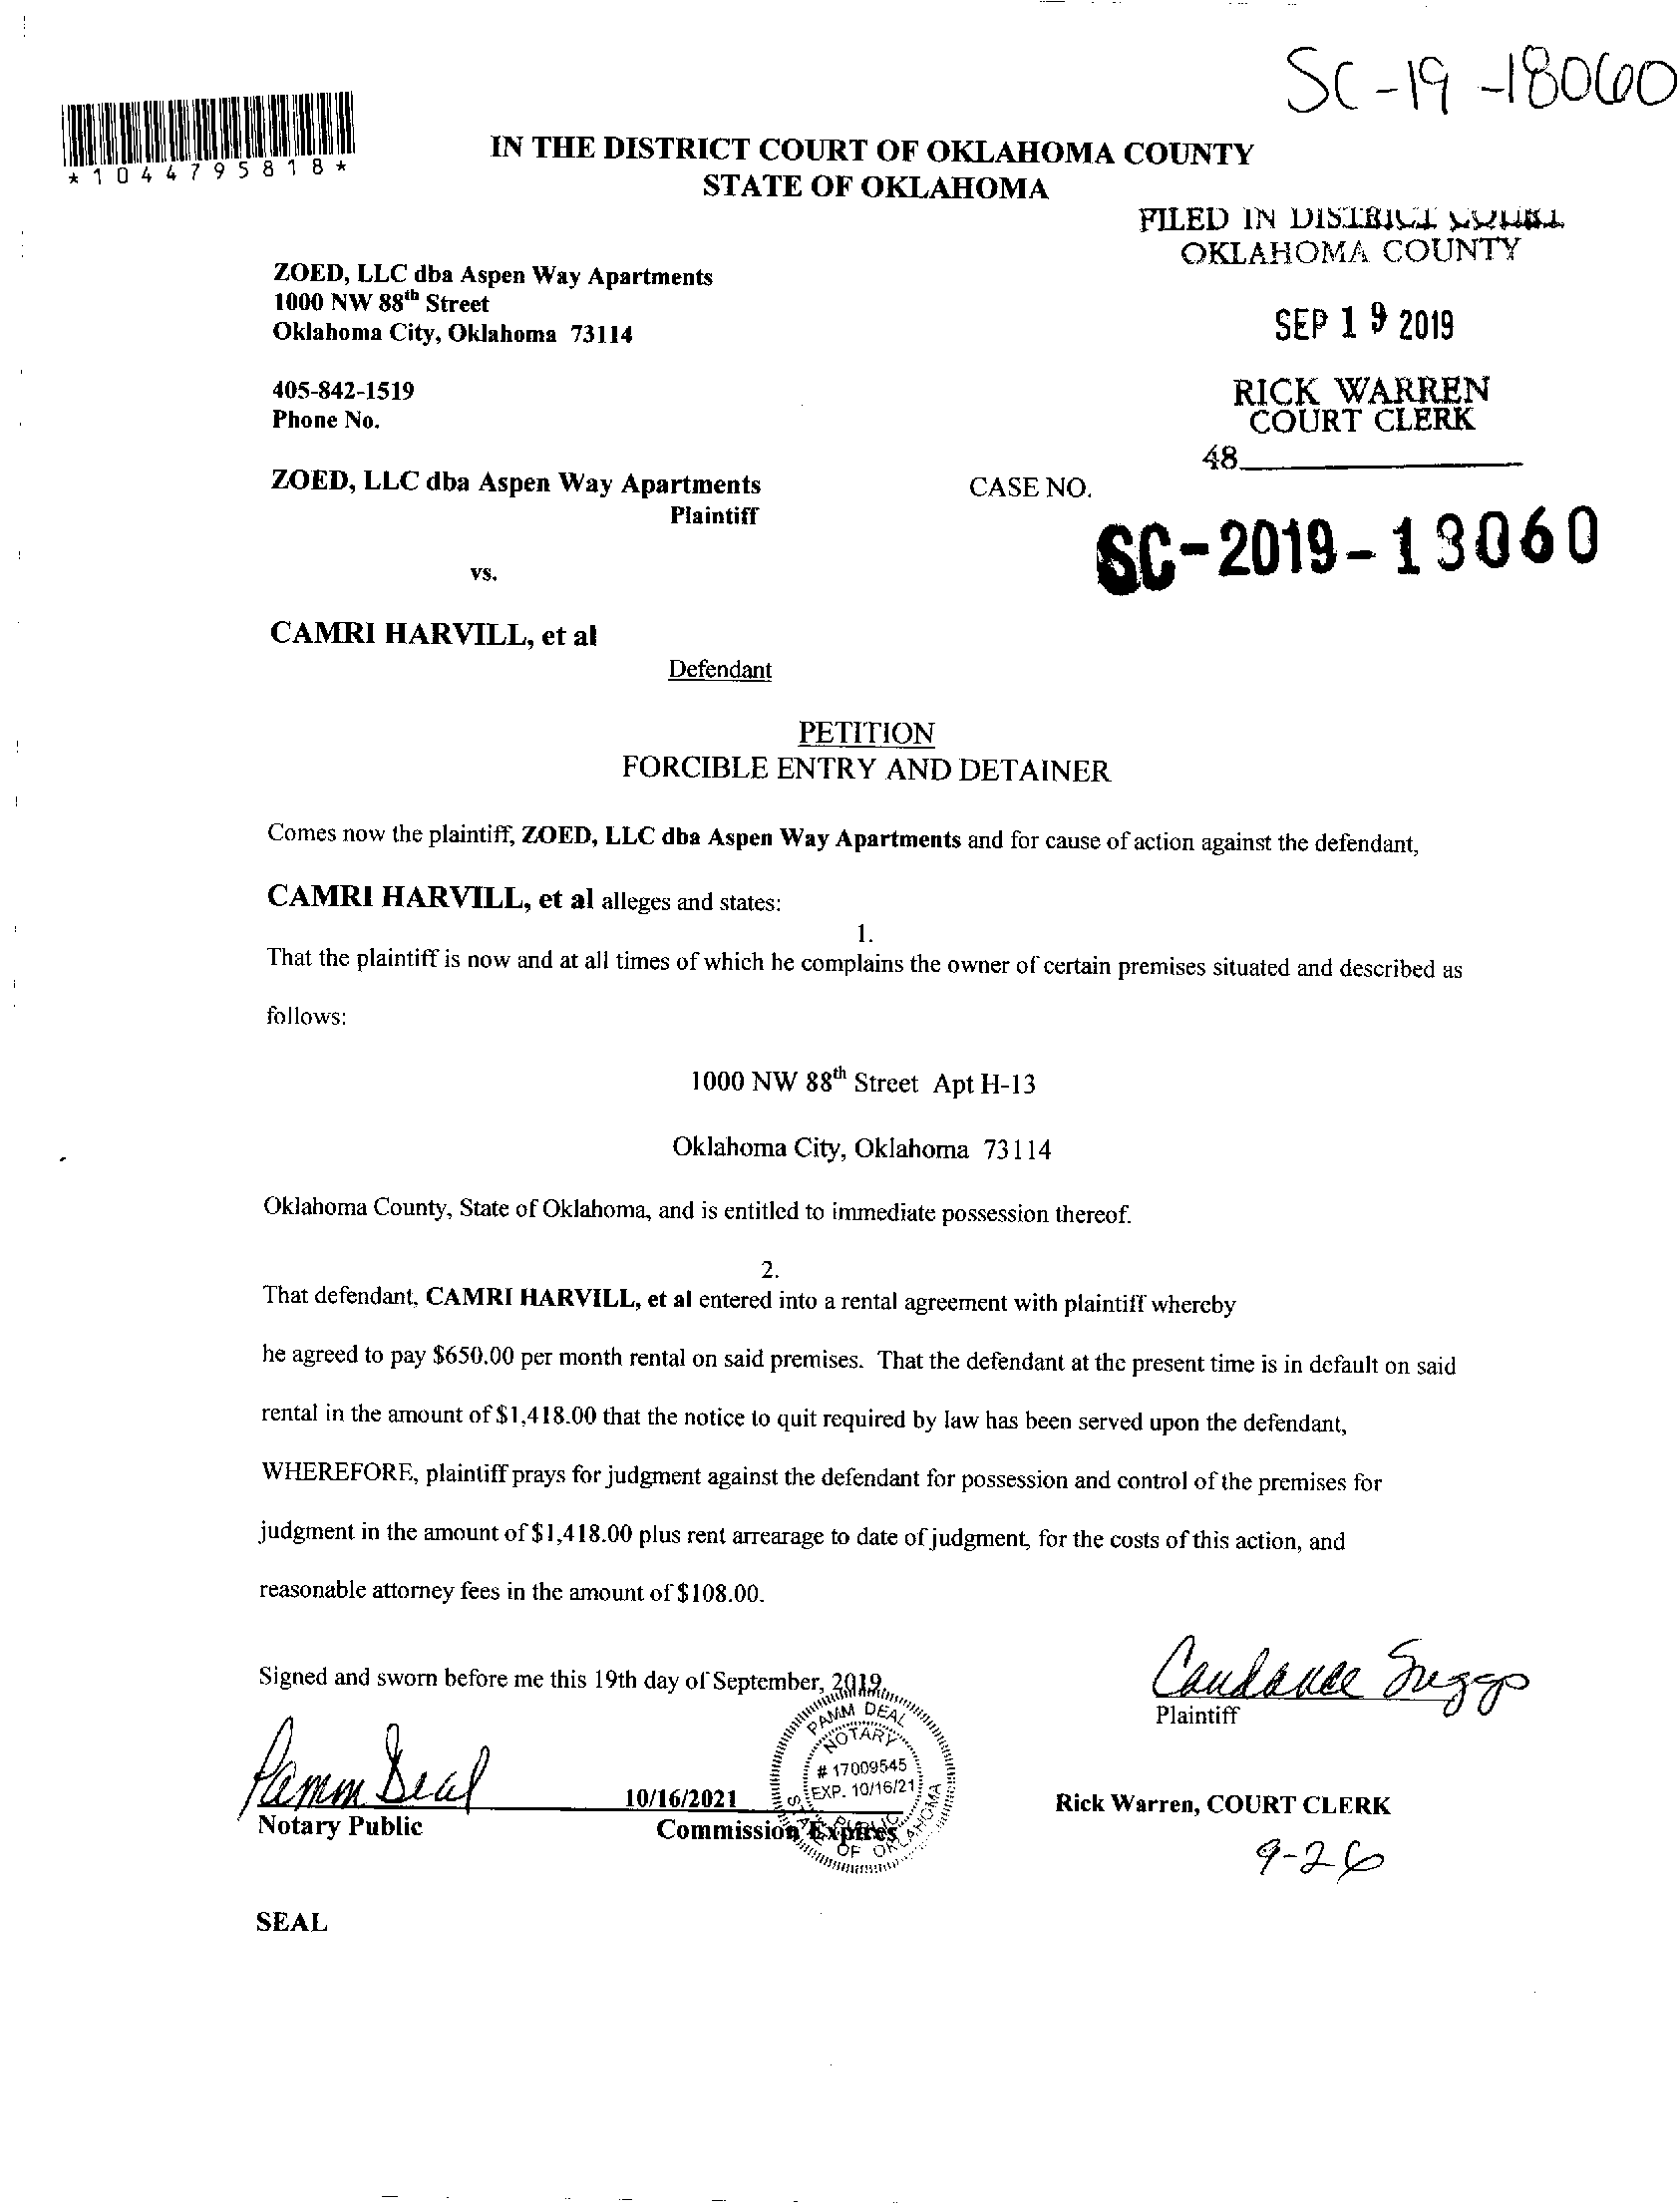 SC-19-18060
*1044795818*
IN THE DISTRICT COURT OF OKLAHOMA COUNTY
STATE OF OKLAHOMA
FILED IN DISTRICT COURT
OKLAHOMA COUNTY
ZOED, LLC dba Aspen Way Apartments
1000 NW 88th Street
Oklahoma City, Oklahoma 73114
SEP 19 2019
405-842-1519
Phone No.
RICK WARREN
COURT CLERK
48
ZOED, LLC dba Aspen Way Apartments
Plaintiff
CASE NO.
SC-2019-18060
vs.
CAMRI HARVILL, et al
Defendant
PETITION
FORCIBLE ENTRY AND DETAINER
Comes now the plaintiff, ZOED, LLC dba Aspen Way Apartments and for cause of action against the defendant,
CAMRI HARVILL, et al alleges and states:
1.
That the plaintiff is now and at all times of which he complains the owner of certain premises situated and described as
follows:
1000 NW 88th Street Apt H-13
Oklahoma City, Oklahoma 73114
Oklahoma County, State of Oklahoma, and is entitled to immediate possession thereof.
2.
That defendant, CAMRI HARVILL, et al entered into a rental agreement with plaintiff whereby
he agreed to pay $650.00 per month rental on said premises. That the defendant at the present time is in default on said
rental in the amount of $1,418.00 that the notice to quit required by law has been served upon the defendant,
WHEREFORE, plaintiff prays for judgment against the defendant for possession and control of the premises for
judgment in the amount of $1,418.00 plus rent arrearage to date of judgment, for the costs of this action, and
reasonable attorney fees in the amount of $108.00.
Signed and sworn before me this 19th day of September, 2019.
Candance Suggs
Plaintiff
PAMM DEAL
NOTARY
# 17009545
EXP. 10/16/21
PUBLIC
STATE OF OKLAHOMA
Pamm Deal
Notary Public
10/16/2021
Commission Expires
Rick Warren, COURT CLERK
9-26
SEAL